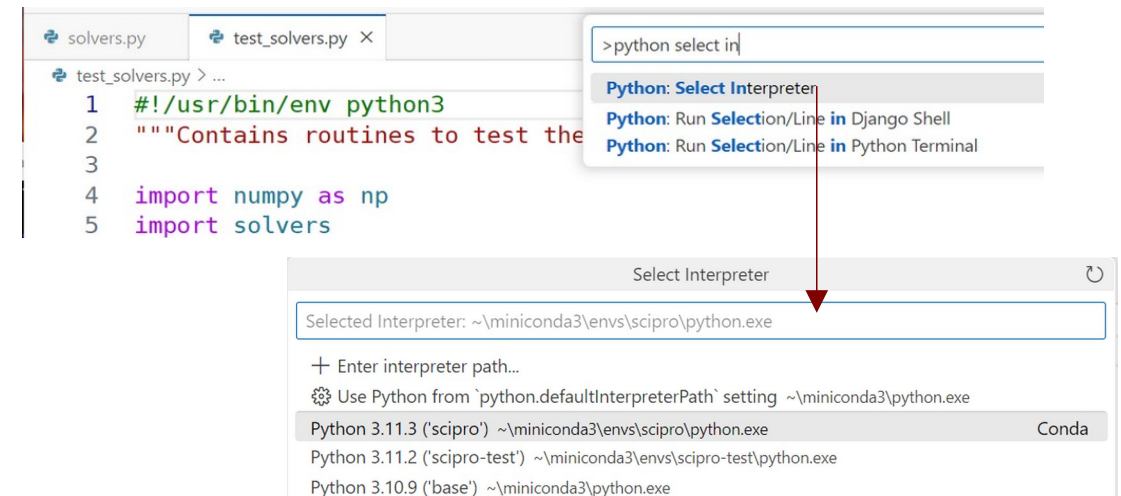 solvers.py test_solvers.py
test_solvers.py > ...
1 #!/usr/bin/env python3
2 """Contains routines to test the
3
4 import numpy as np
5 import solvers
>python select in
Python: Select Interpreter
Python: Run Selection/Line in Django Shell
Python: Run Selection/Line in Python Terminal
Select Interpreter
Selected Interpreter: ~\miniconda3\envs\scipro\python.exe
+ Enter interpreter path...
Use Python from `python.defaultInterpreterPath` setting ~\miniconda3\python.exe
Python 3.11.3 ('scipro') ~\miniconda3\envs\scipro\python.exe Conda
Python 3.11.2 ('scipro-test') ~\miniconda3\envs\scipro-test\python.exe
Python 3.10.9 ('base') ~\miniconda3\python.exe